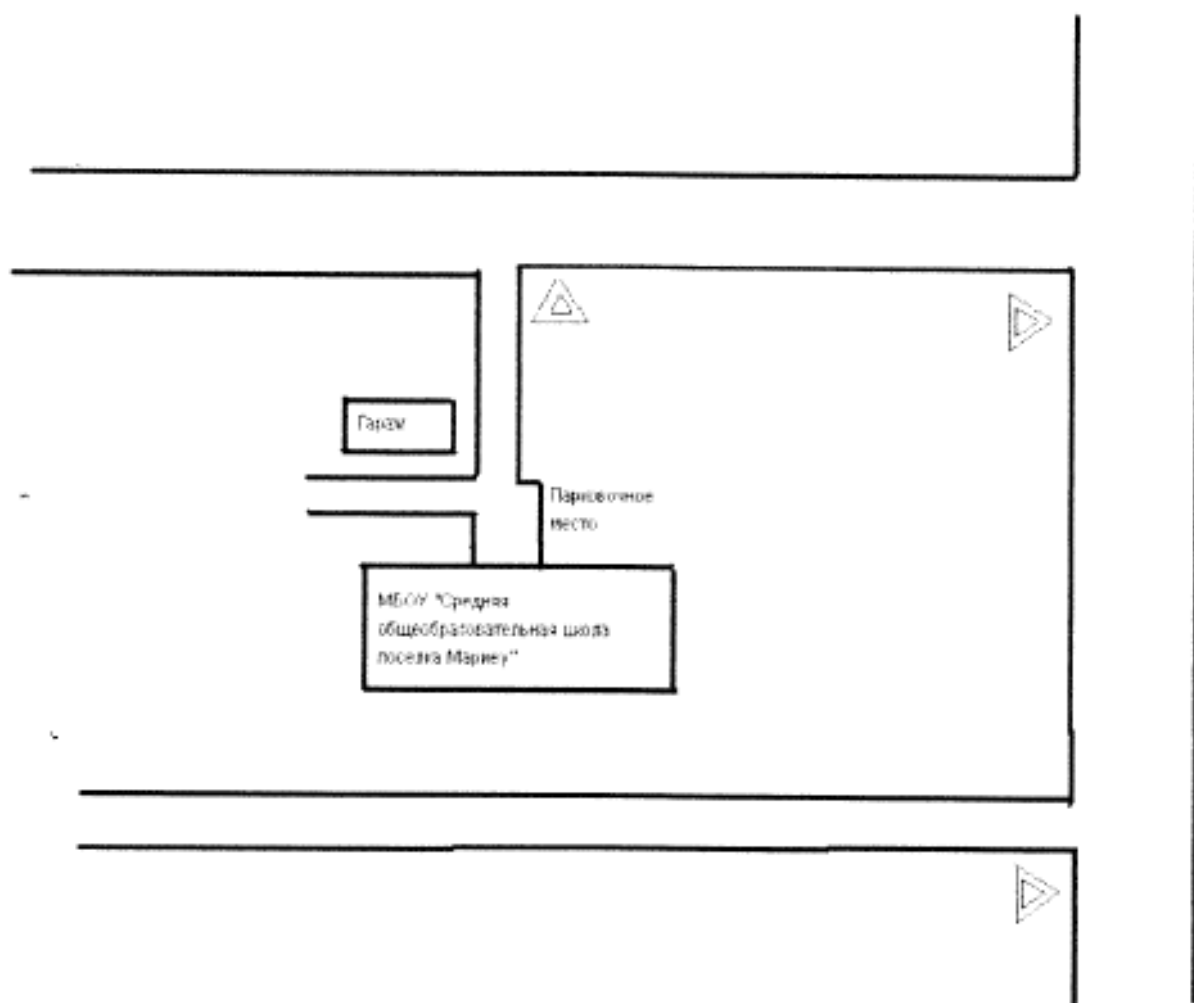 Гараж
Парковочное
место
МБОУ "Средняя
общеобразовательная школа
поселка Мариец"